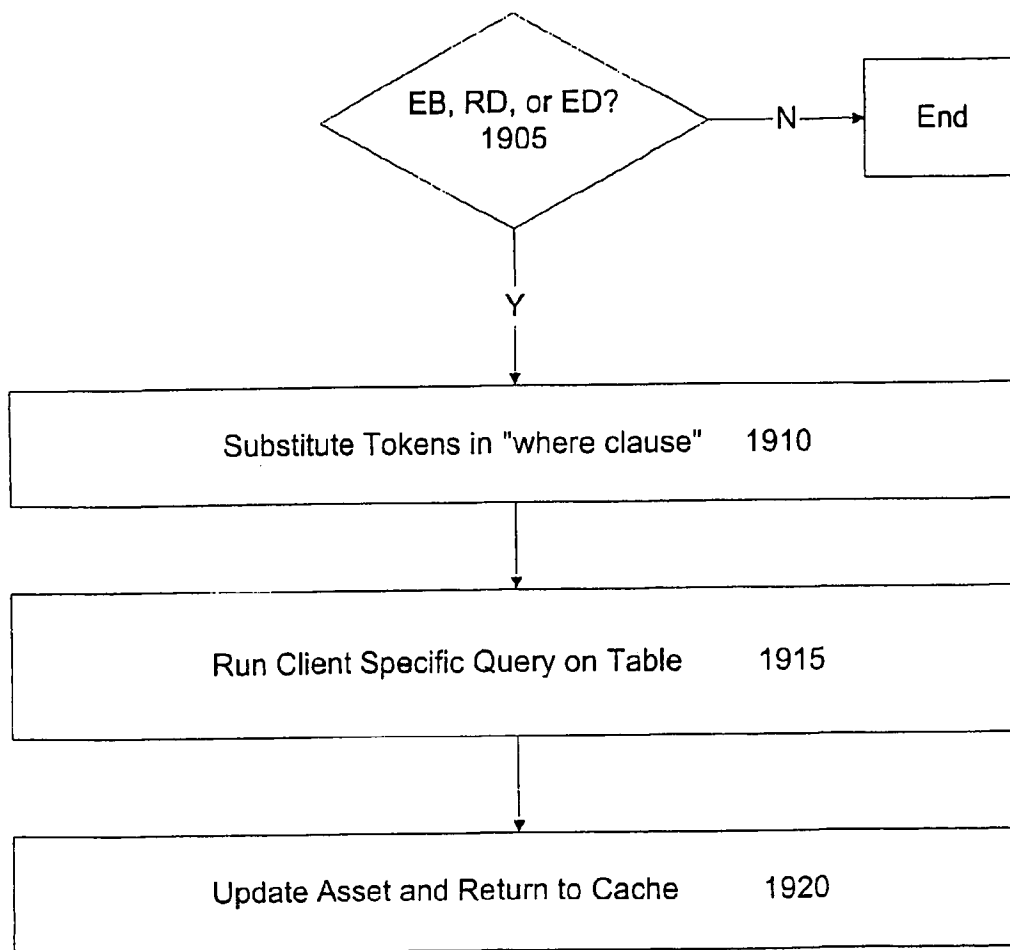 EB, RD, or ED?
1905
N
End
Y
Substitute Tokens in "where clause" 1910
Run Client Specific Query on Table 1915
Update Asset and Return to Cache 1920